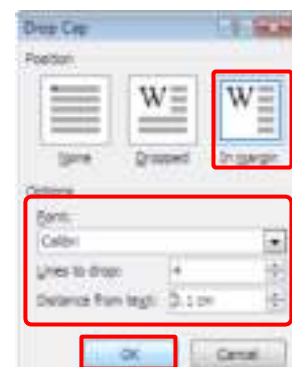 Drop Cap
Position
W W
None Dropped In margin
Options
Font:
Calibri
Lines to drop: 4
Distance from text: 0.1 cm
OK Cancel